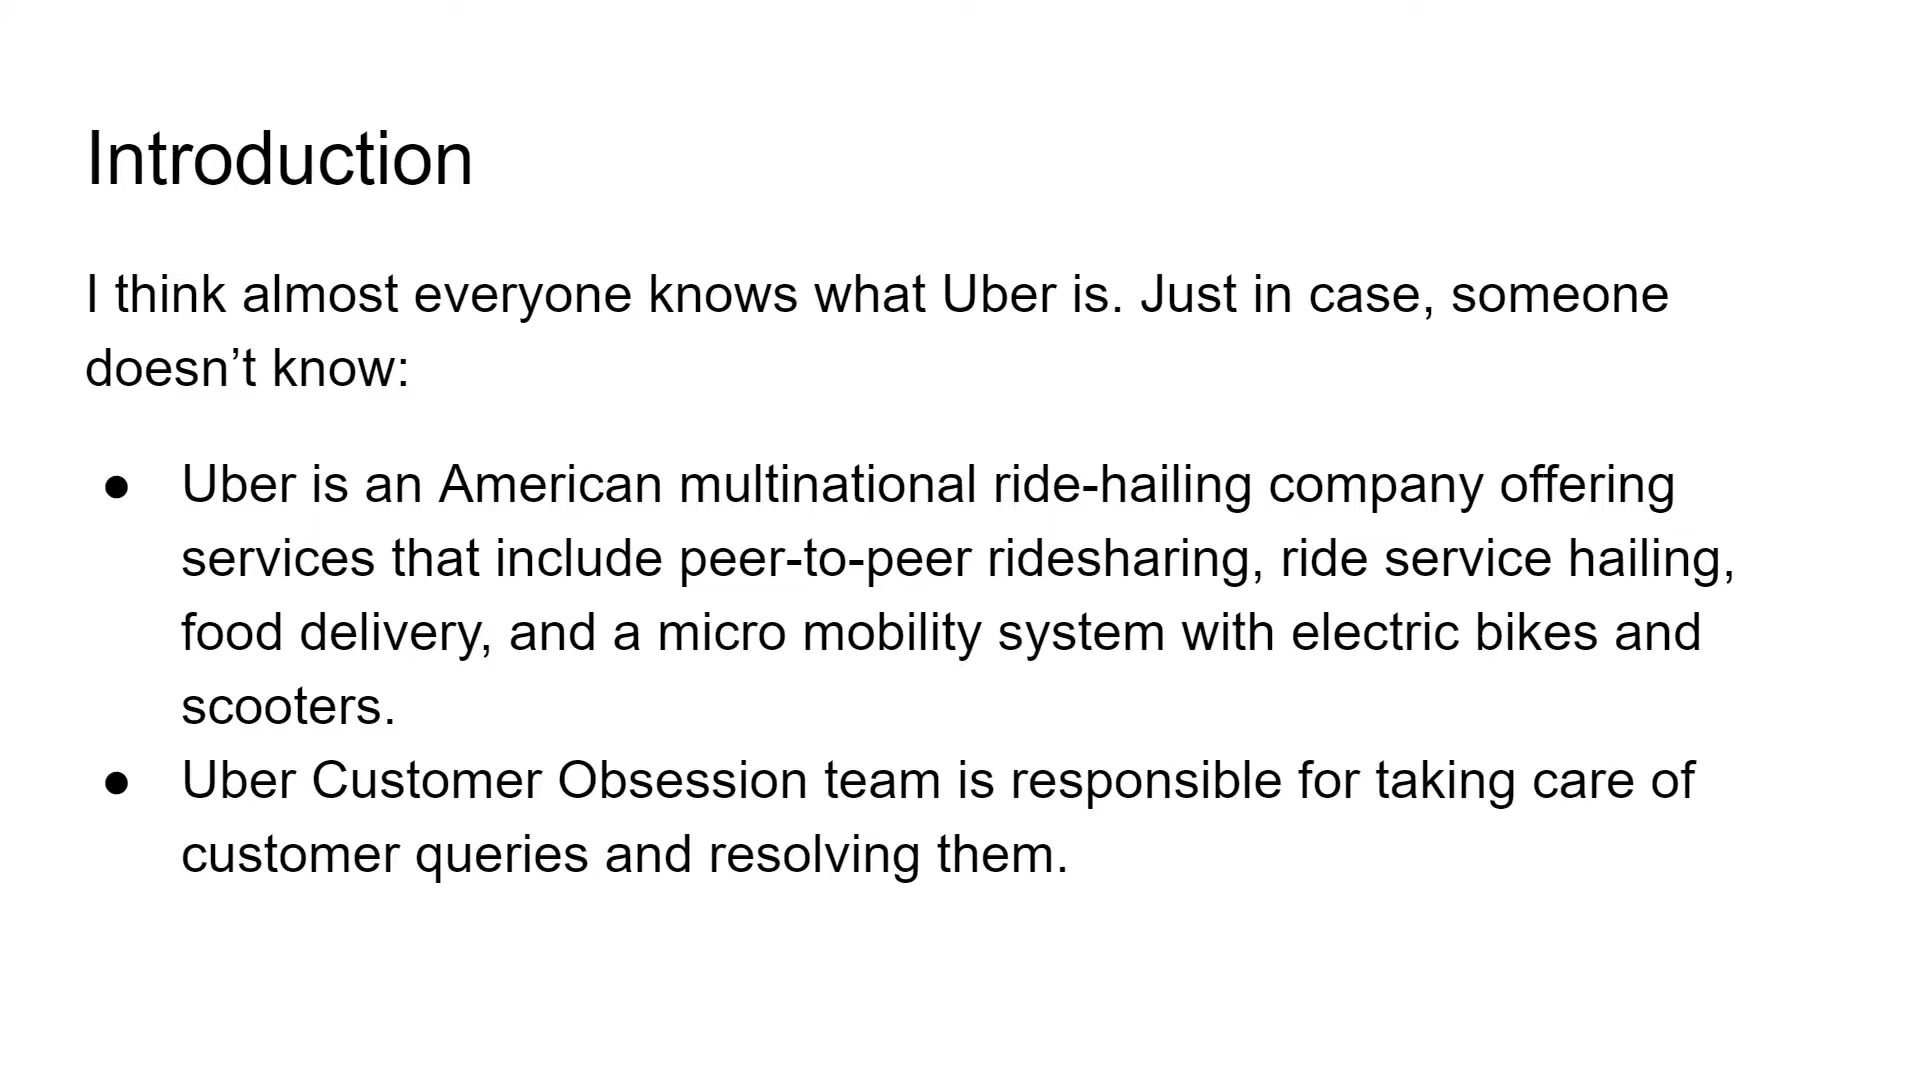 Introduction
I think almost everyone knows what Uber is. Just in case, someone
doesn’t know:
● Uber is an American multinational ride-hailing company offering
services that include peer-to-peer ridesharing, ride service hailing,
food delivery, and a micro mobility system with electric bikes and
scooters.
● Uber Customer Obsession team is responsible for taking care of
customer queries and resolving them.